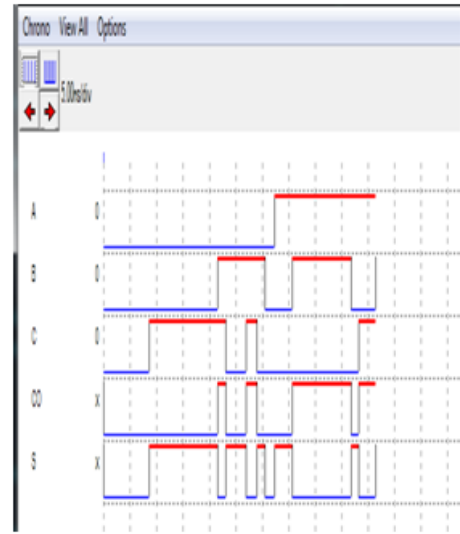 Chrono View All Options
5.00ns/div
A 0
B 0
C 0
CO X
S X